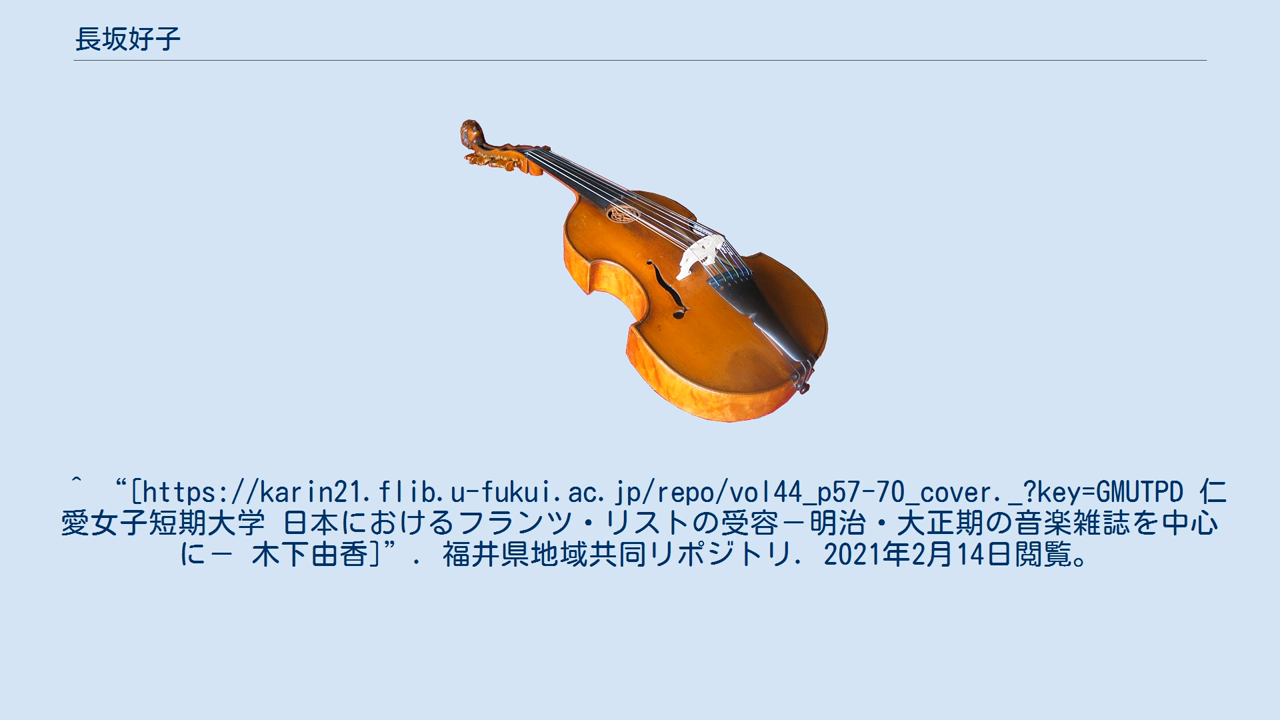 長坂好子
^ “[https://karin21.flib.u-fukui.ac.jp/repo/vol44_p57-70_cover._?key=GMUTPD 仁
愛女子短期大学 日本におけるフランツ・リストの受容－明治・大正期の音楽雑誌を中心
に－ 木下由香]”. 福井県地域共同リポジトリ. 2021年2月14日閲覧。